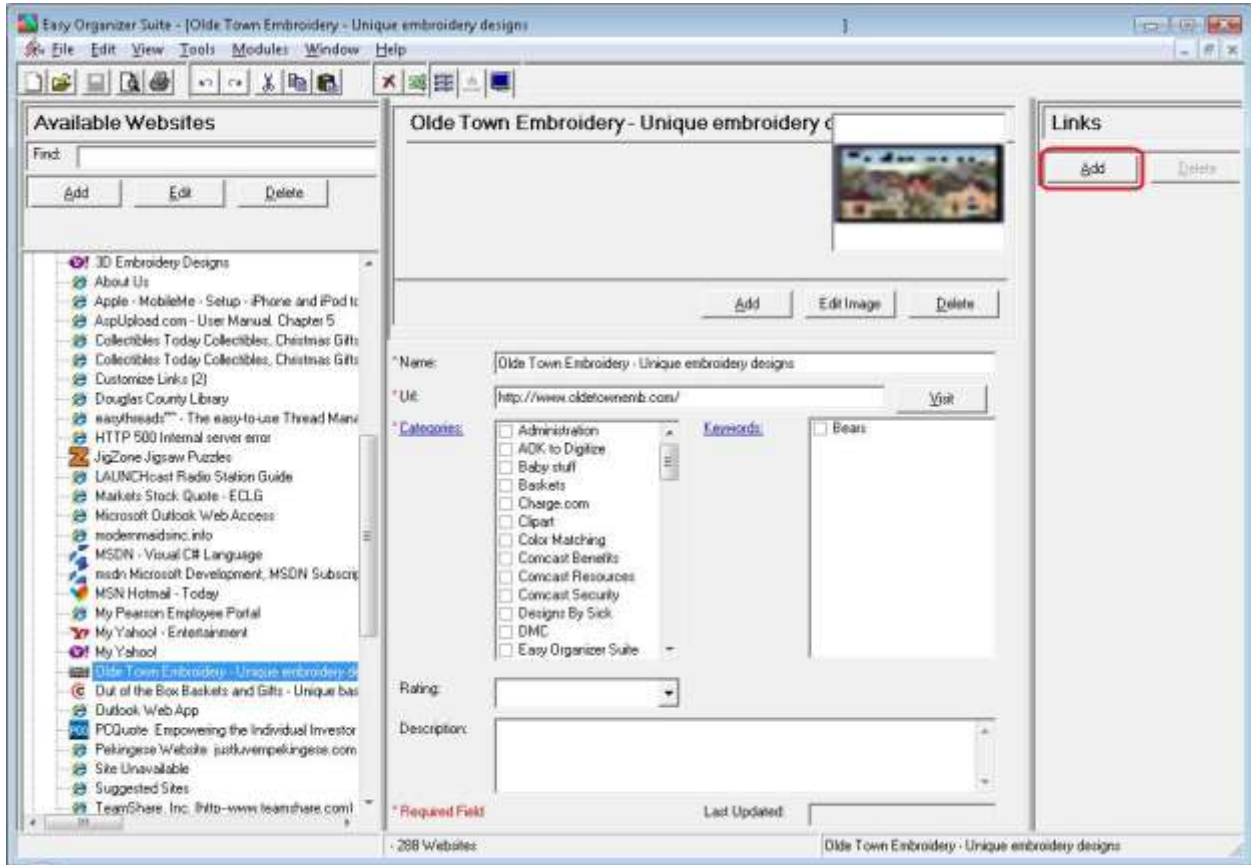 Easy Organizer Suite - [Olde Town Embroidery - Unique embroidery designs ]
File Edit View Tools Modules Window Help
Available Websites
Find:
Add Edit Delete
3D Embroidery Designs
About Us
Apple - MobileMe - Setup - iPhone and iPod to
AspUpload.com - User Manual. Chapter 5
Collectibles Today Collectibles, Christmas Gifts
Collectibles Today Collectibles, Christmas Gifts
Customize Links (2)
Douglas County Library
easythreads™ - The easy-to-use Thread Mana
HTTP 500 Internal server error
JigZone Jigsaw Puzzles
LAUNCHcast Radio Station Guide
Markets Stock Quote - ECLG
Microsoft Outlook Web Access
modernmaidsinc.info
MSDN - Visual C# Language
msdn Microsoft Development, MSDN Subscrip
MSN Hotmail - Today
My Pearson Employee Portal
My Yahoo! - Entertainment
My Yahoo!
Olde Town Embroidery - Unique embroidery de
Out of the Box Baskets and Gifts - Unique bas
Outlook Web App
PCQuote Empowering the Individual Investor
Pekingese Website justluvempekingese.com
Site Unavailable
Suggested Sites
TeamShare, Inc. (http--www.teamshare.com)
Olde Town Embroidery - Unique embroidery d
Add Edit Image Delete
*Name: Olde Town Embroidery - Unique embroidery designs
*Url: http://www.oldetownemb.com/ Visit
*Categories:
Administration
AOK to Digitize
Baby stuff
Baskets
Charge.com
Clipart
Color Matching
Comcast Benefits
Comcast Resources
Comcast Security
Designs By Sick
DMC
Easy Organizer Suite
Keywords:
Bears
Rating:
Description:
*Required Field Last Updated:
Links
Add Delete
- 288 Websites Olde Town Embroidery - Unique embroidery designs